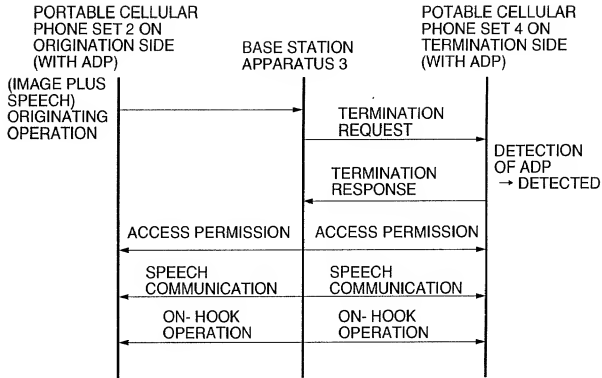 PORTABLE CELLULAR
PHONE SET 2 ON
ORIGINATION SIDE
(WITH ADP)
BASE STATION
APPARATUS 3
POTABLE CELLULAR
PHONE SET 4 ON
TERMINATION SIDE
(WITH ADP)
(IMAGE PLUS
SPEECH)
ORIGINATING
OPERATION
TERMINATION
REQUEST
DETECTION
OF ADP
→ DETECTED
TERMINATION
RESPONSE
ACCESS PERMISSION
ACCESS PERMISSION
SPEECH
COMMUNICATION
SPEECH
COMMUNICATION
ON- HOOK
OPERATION
ON- HOOK
OPERATION